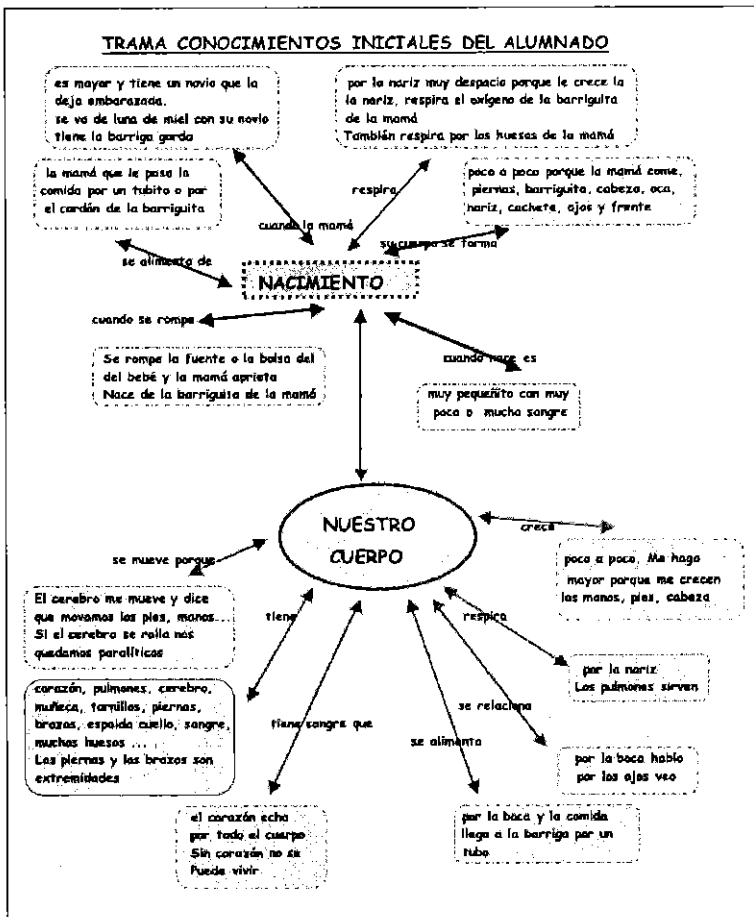 TRAMA CONOCIMIENTOS INICIALES DEL ALUMNADO
es mayor y tiene un novio que la
deja embarazada.
se va de luna de miel con su novio
tiene la barriga gorda
por la nariz muy despacio porque le crece la
la nariz, respira el oxígeno de la barriguita
de la mamá
También respira por los huesos de la mamá
la mamá que le pasa la
comida por un tubito o por
el cordón de la barriguita
poco a poco porque la mamá come,
piernas, barriguita, cabeza, oca,
nariz, cachete, ojos y frente
respira
cuando la mamá
su cuerpo se forma
se alimenta de
NACIMIENTO
cuando se rompe
Se rompe la fuente o la bolsa del
del bebé y la mamá aprieta
Nace de la barriguisa de la mamá
cuando nace es
muy pequeñito con muy
poca o mucha sangre
NUESTRO
CUERPO
crece
poco a poco. Me hago
mayor porque me crecen
las manos, pies, cabeza
se mueve porque
El cerebro me mueve y dice
que movamos los pies, manos...
Si el cerebro se ralla nos
quedamos paralíticos
tiene
corazón, pulmones, cerebro,
muñeca, tornillos, piernas,
brazos, espalda cuello, sangre,
muchos huesos ...
Las piernas y los brazos son
extremidades
respira
por la nariz
Los pulmones sirven
se relaciona
por la boca hablo
por los ojos veo
tiene sangre que
el corazón echa
por todo el cuerpo
Sin corazón no se
Puede vivir
se alimenta
por la boca y la comida
llega a la barriga por un
tubo